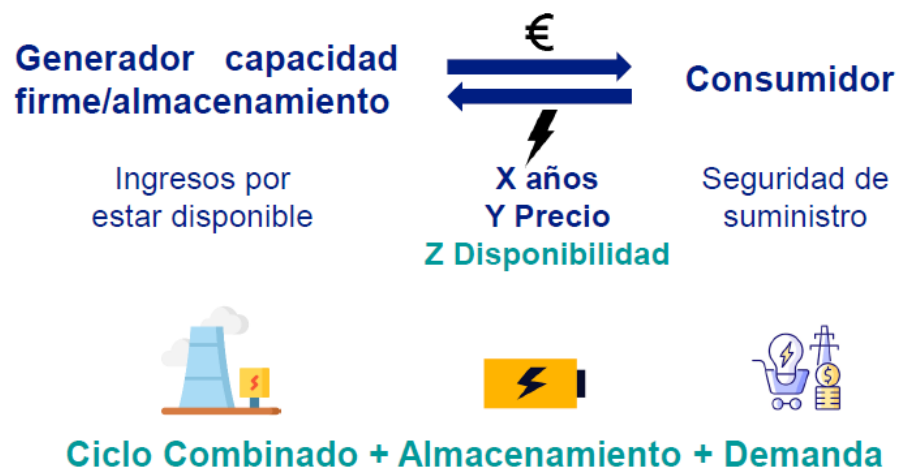 €
Generador capacidad
firme/almacenamiento
Consumidor
Ingresos por
estar disponible
X años
Y Precio
Z Disponibilidad
Seguridad de
suministro
$
Ciclo Combinado + Almacenamiento + Demanda